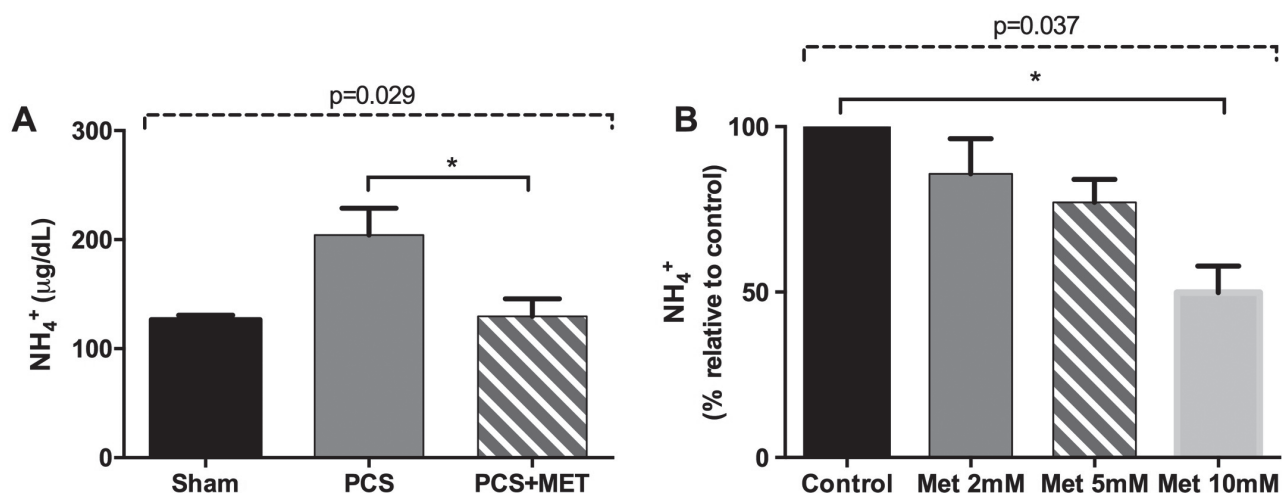 A
p=0.029
*
NH₄⁺ (µg/dL)
300
200
100
0
Sham PCS PCS+MET
B
p=0.037
*
NH₄⁺
(% relative to control)
100
50
0
Control Met 2mM Met 5mM Met 10mM